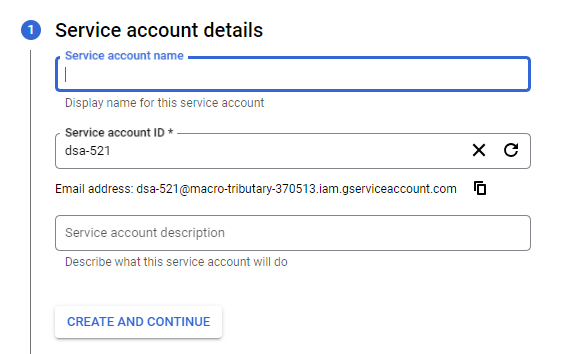 1 Service account details
Service account name
Display name for this service account
Service account ID *
dsa-521
Email address: dsa-521@macro-tributary-370513.iam.gserviceaccount.com
Service account description
Describe what this service account will do
CREATE AND CONTINUE